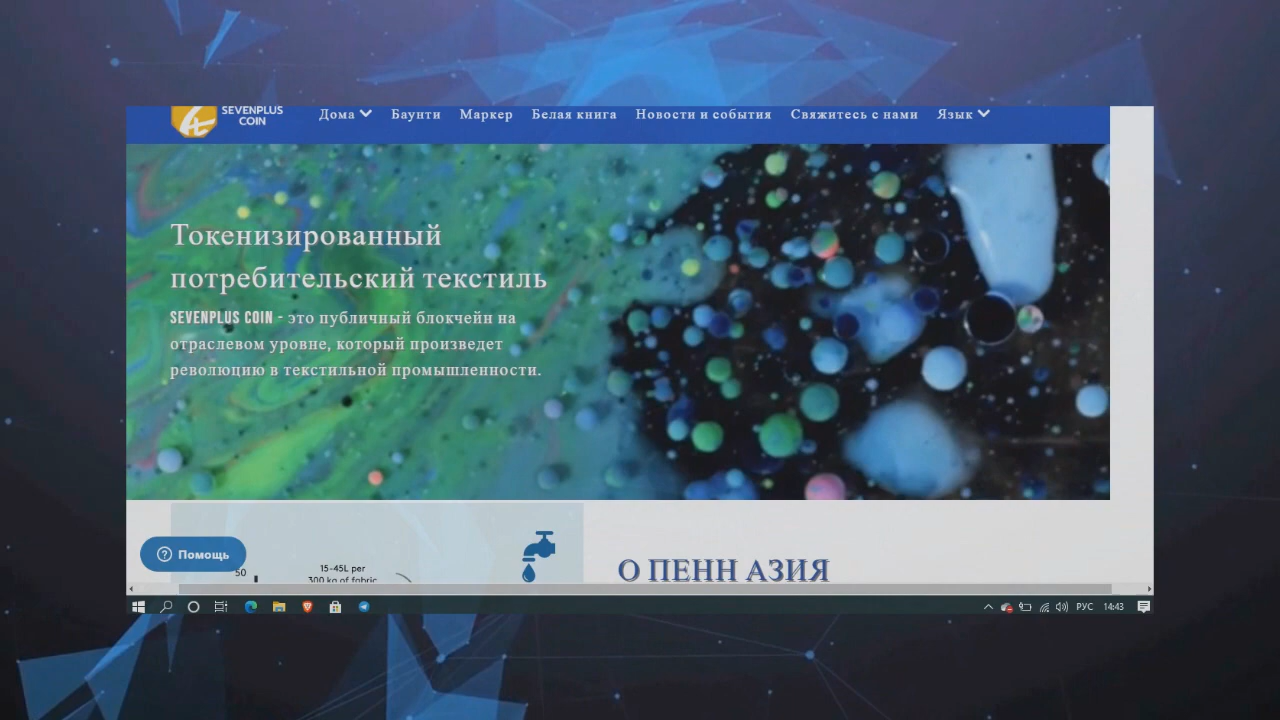 SEVENPLUS
COIN
Дома Баунти Маркер Белая книга Новости и события Свяжитесь с нами Язык
Токенизированный
потребительский текстиль
SEVENPLUS COIN - это публичный блокчейн на
отраслевом уровне, который произведет
революцию в текстильной промышленности.
Помощь
50
15-45L per
300 kg of fabric
О ПЕНН АЗИЯ
РУС 14:43